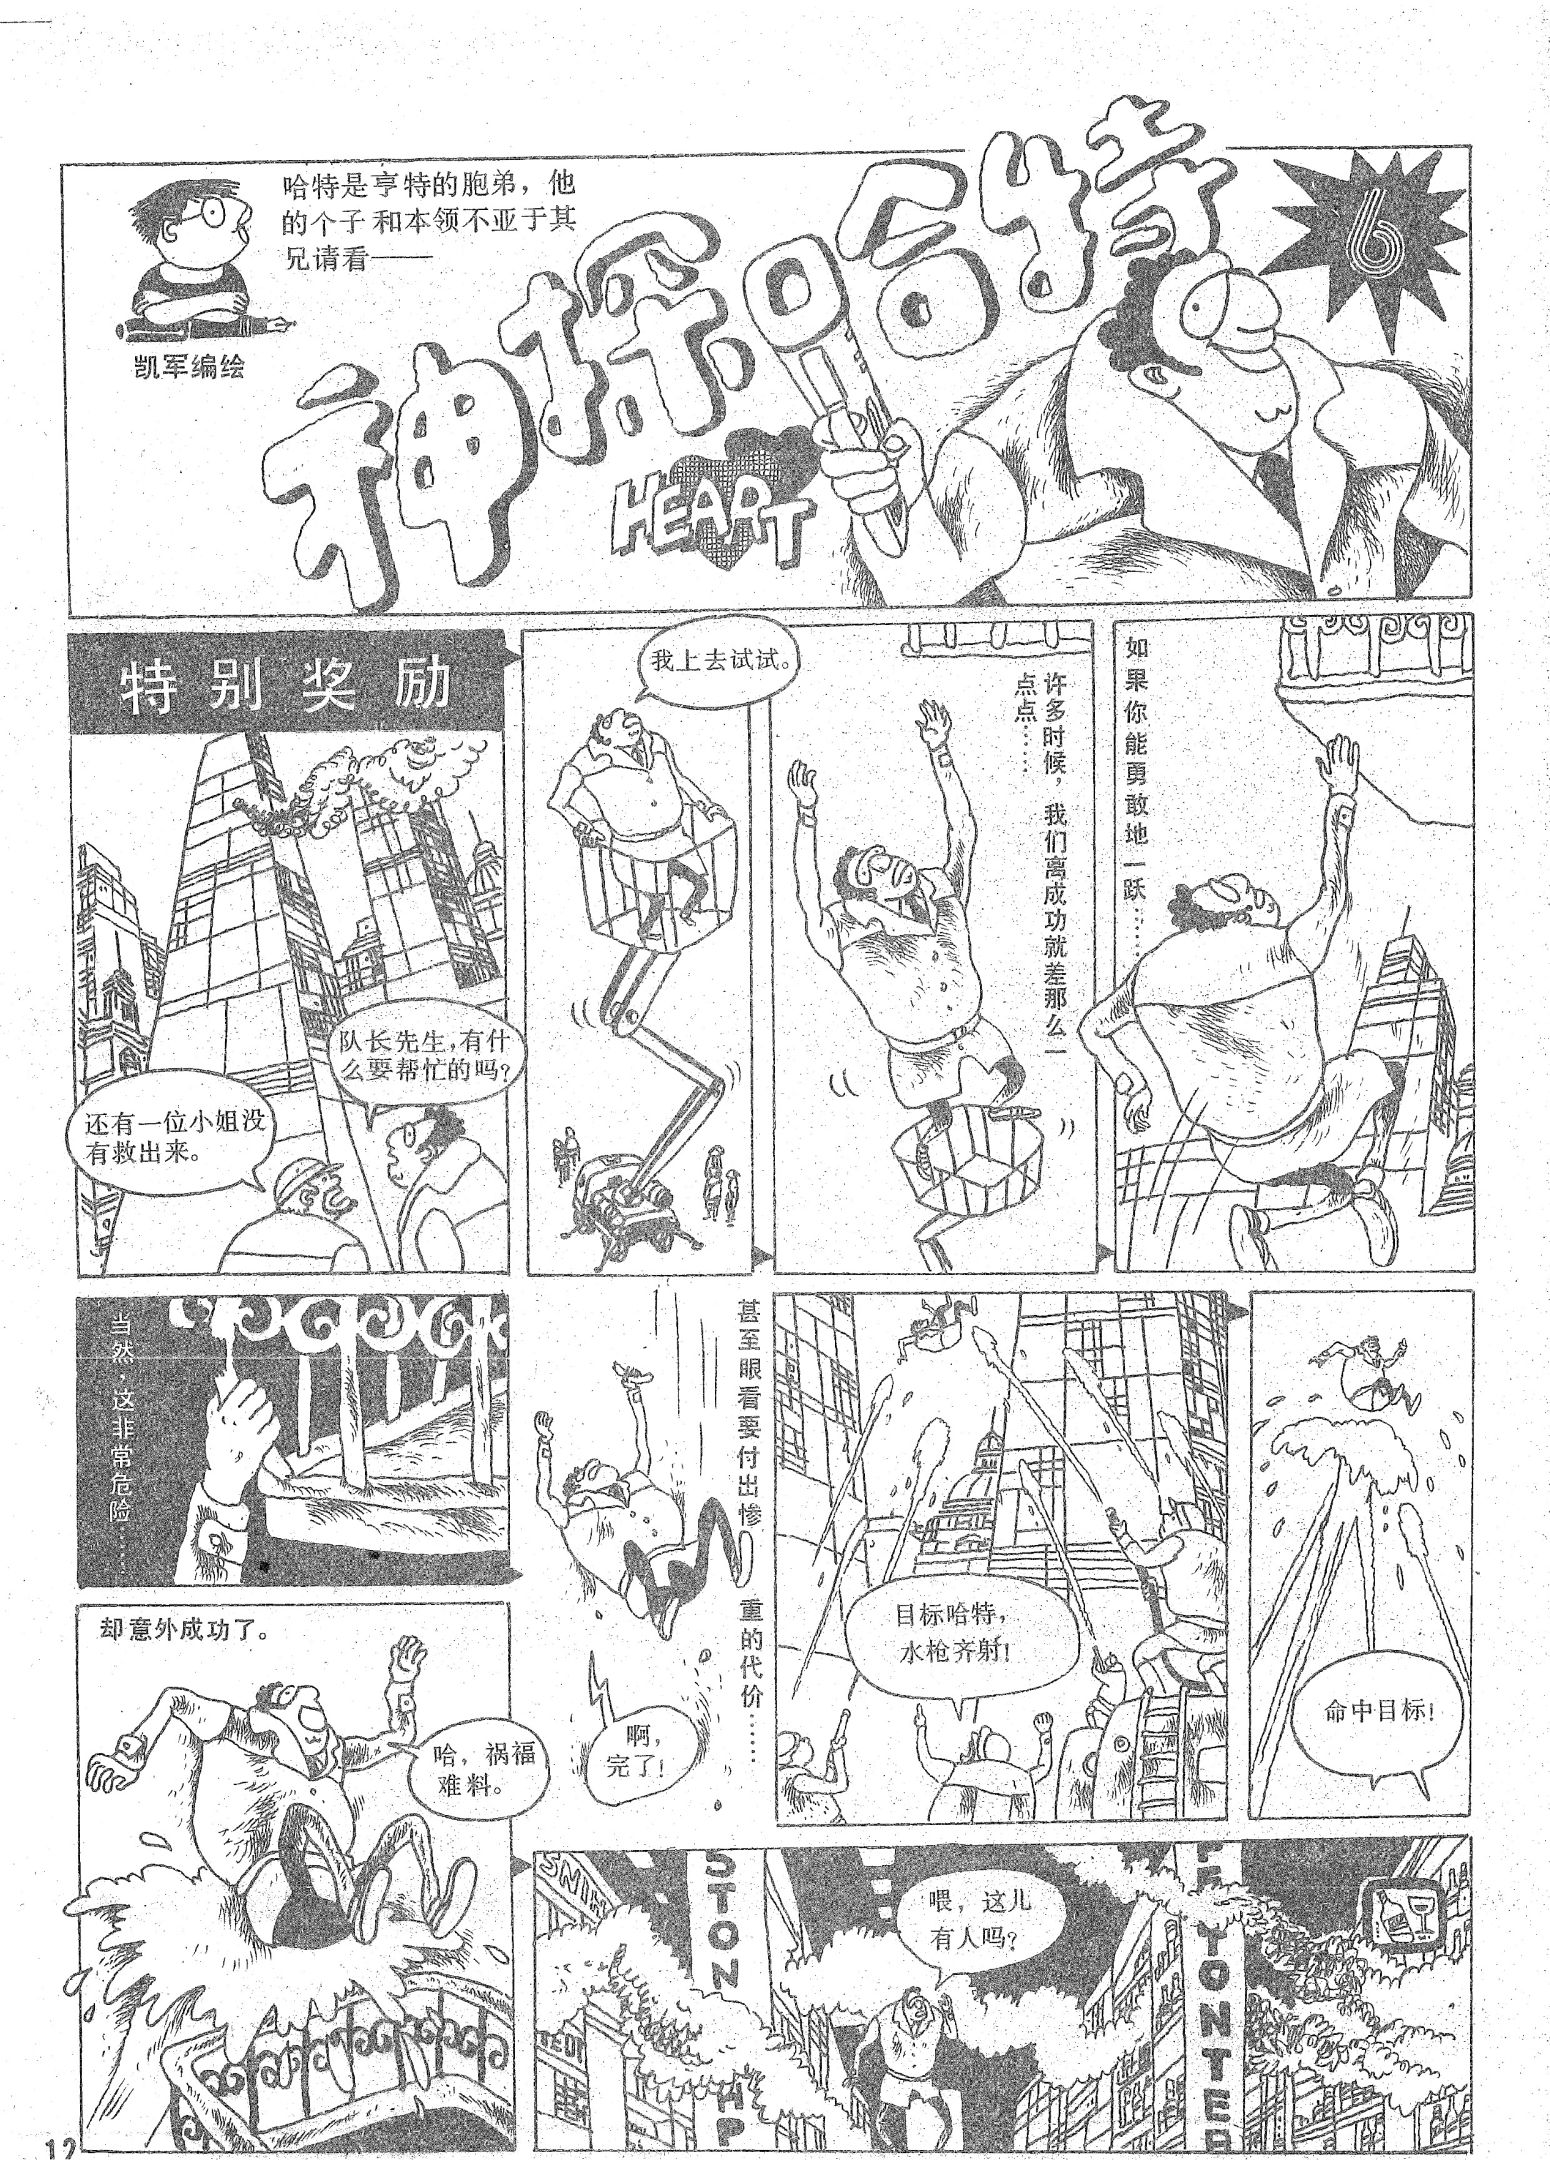 哈特是亨特的胞弟，他
的个子和本领不亚于其
兄请看——
凯军编绘
神探哈特
HEART
6
特别奖励
队长先生，有什
么要帮忙的吗？
还有一位小姐没
有救出来。
我上去试试。
许多时候，我们离成功就差那么一
点点……
如果你能勇敢地一跃……
当然，这非常危险……
甚至眼看要付出惨重的代价……
啊，
完了！
目标哈特，
水枪齐射！
命中目标！
却意外成功了。
哈，祸福
难料。
喂，这儿
有人吗？
STON
HP
TONTER
12